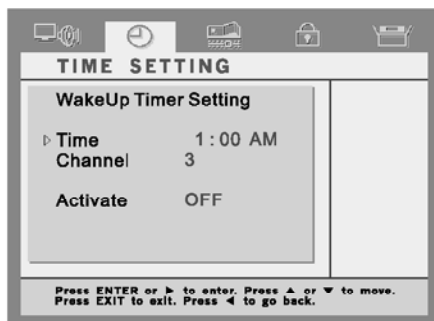 TIME SETTING
WakeUp Timer Setting
▷ Time 1:00 AM
Channel 3
Activate OFF
Press ENTER or ▶ to enter. Press ▲ or ▼ to move.
Press EXIT to exit. Press ◀ to go back.